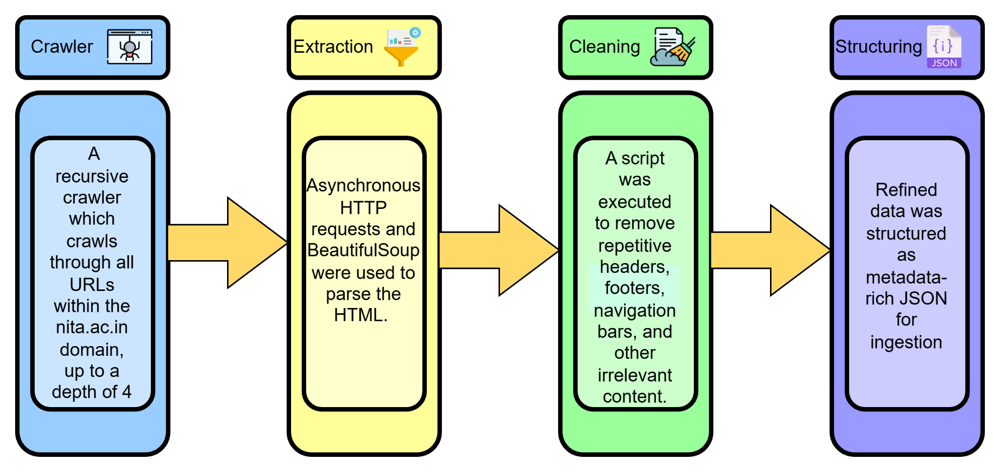 Crawler
Extraction
Cleaning
Structuring
{i}
JSON
A
recursive
crawler
which
crawls
through all
URLs
within the
nita.ac.in
domain,
up to a
depth of 4
Asynchronous
HTTP
requests and
BeautifulSoup
were used to
parse the
HTML.
A script
was
executed
to remove
repetitive
headers,
footers,
navigation
bars, and
other
irrelevant
content.
Refined
data was
structured
as
metadata-
rich JSON
for
ingestion